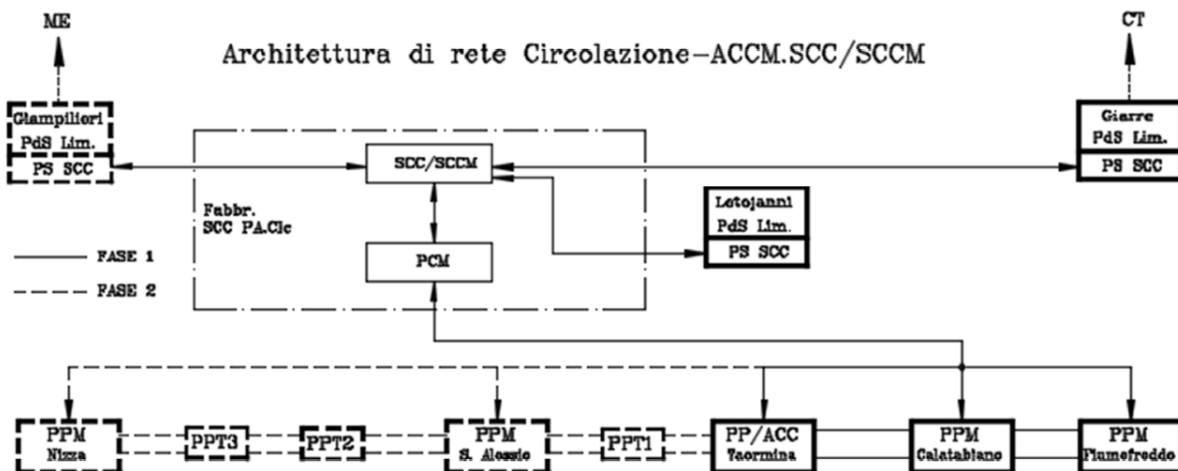 ME
CT
Architettura di rete Circolazione-ACCM.SCC/SCCM
Giampilieri
PdS Lim.
PS SCC
SCC/SCCM
Giarre
PdS Lim.
PS SCC
Fabbr.
SCC PA.Cle
Letojanni
PdS Lim.
PS SCC
PCM
FASE 1
FASE 2
PPM
Nizza
PPT3
PPT2
PPM
S. Alessio
PPT1
PP/ACC
Taormina
PPM
Calatabiano
PPM
Fiumefreddo